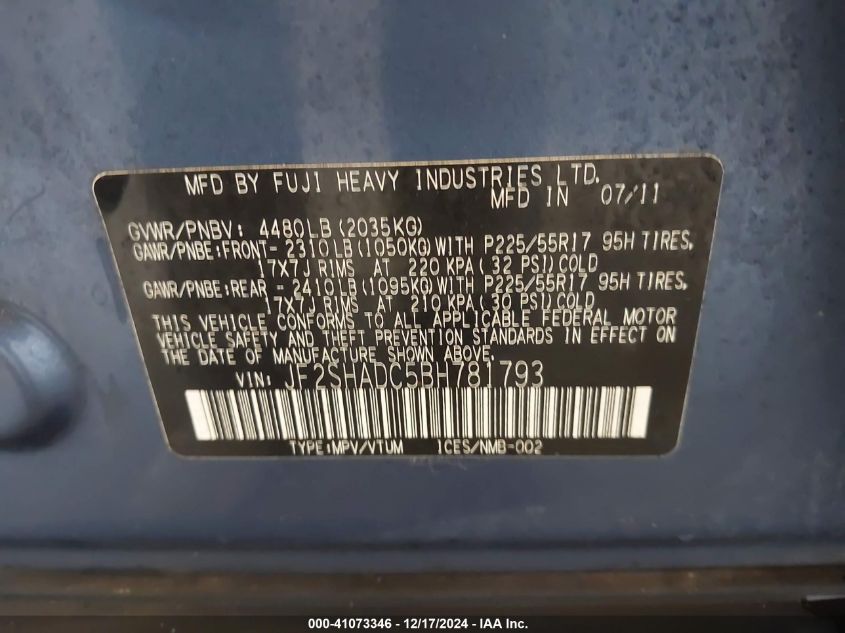 MFD BY FUJI HEAVY INDUSTRIES LTD.
MFD IN 07/11
GVWR/PNBV: 4480LB (2035KG)
GAWR/PNBE:FRONT- 2310LB(1050KG)WITH P225/55R17 95H TIRES,
17X7J RIMS AT 220 KPA( 32 PSI)COLD
GAWR/PNBE:REAR - 2410LB(1095KG)WITH P225/55R17 95H TIRES,
17X7J RIMS AT 210 KPA( 30 PSI)COLD
THIS VEHICLE CONFORMS TO ALL APPLICABLE FEDERAL MOTOR
VEHICLE SAFETY AND THEFT PREVENTION STANDARDS IN EFFECT ON
THE DATE OF MANUFACTURE SHOWN ABOVE.
VIN: JF2SHADC5BH781793
TYPE:MPV/VTUM ICES/NMB-002
000-41073346 - 12/17/2024 - IAA Inc.